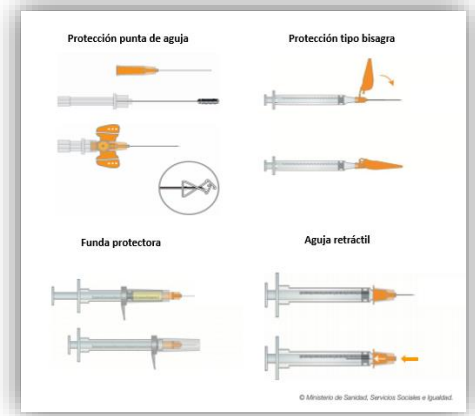 Protección punta de aguja
Protección tipo bisagra
Funda protectora
Aguja retráctil
© Ministerio de Sanidad, Servicios Sociales e Igualdad.